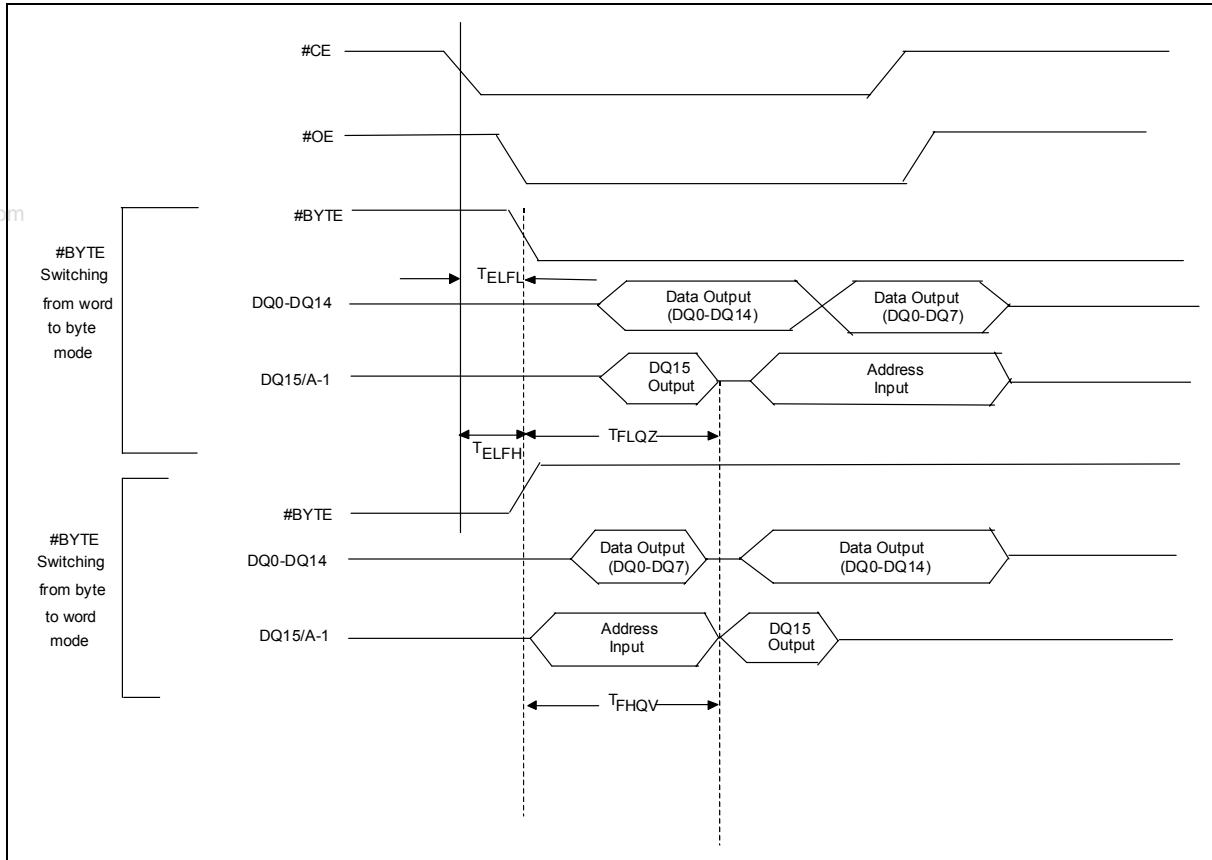 #CE
#OE
om
#BYTE
#BYTE
Switching
from word
to byte
mode
TELFL
DQ0-DQ14
Data Output
(DQ0-DQ14)
Data Output
(DQ0-DQ7)
DQ15/A-1
DQ15
Output
Address
Input
TELFH
TFLQZ
#BYTE
#BYTE
Switching
from byte
to word
mode
DQ0-DQ14
Data Output
(DQ0-DQ7)
Data Output
(DQ0-DQ14)
DQ15/A-1
Address
Input
DQ15
Output
TFHQV